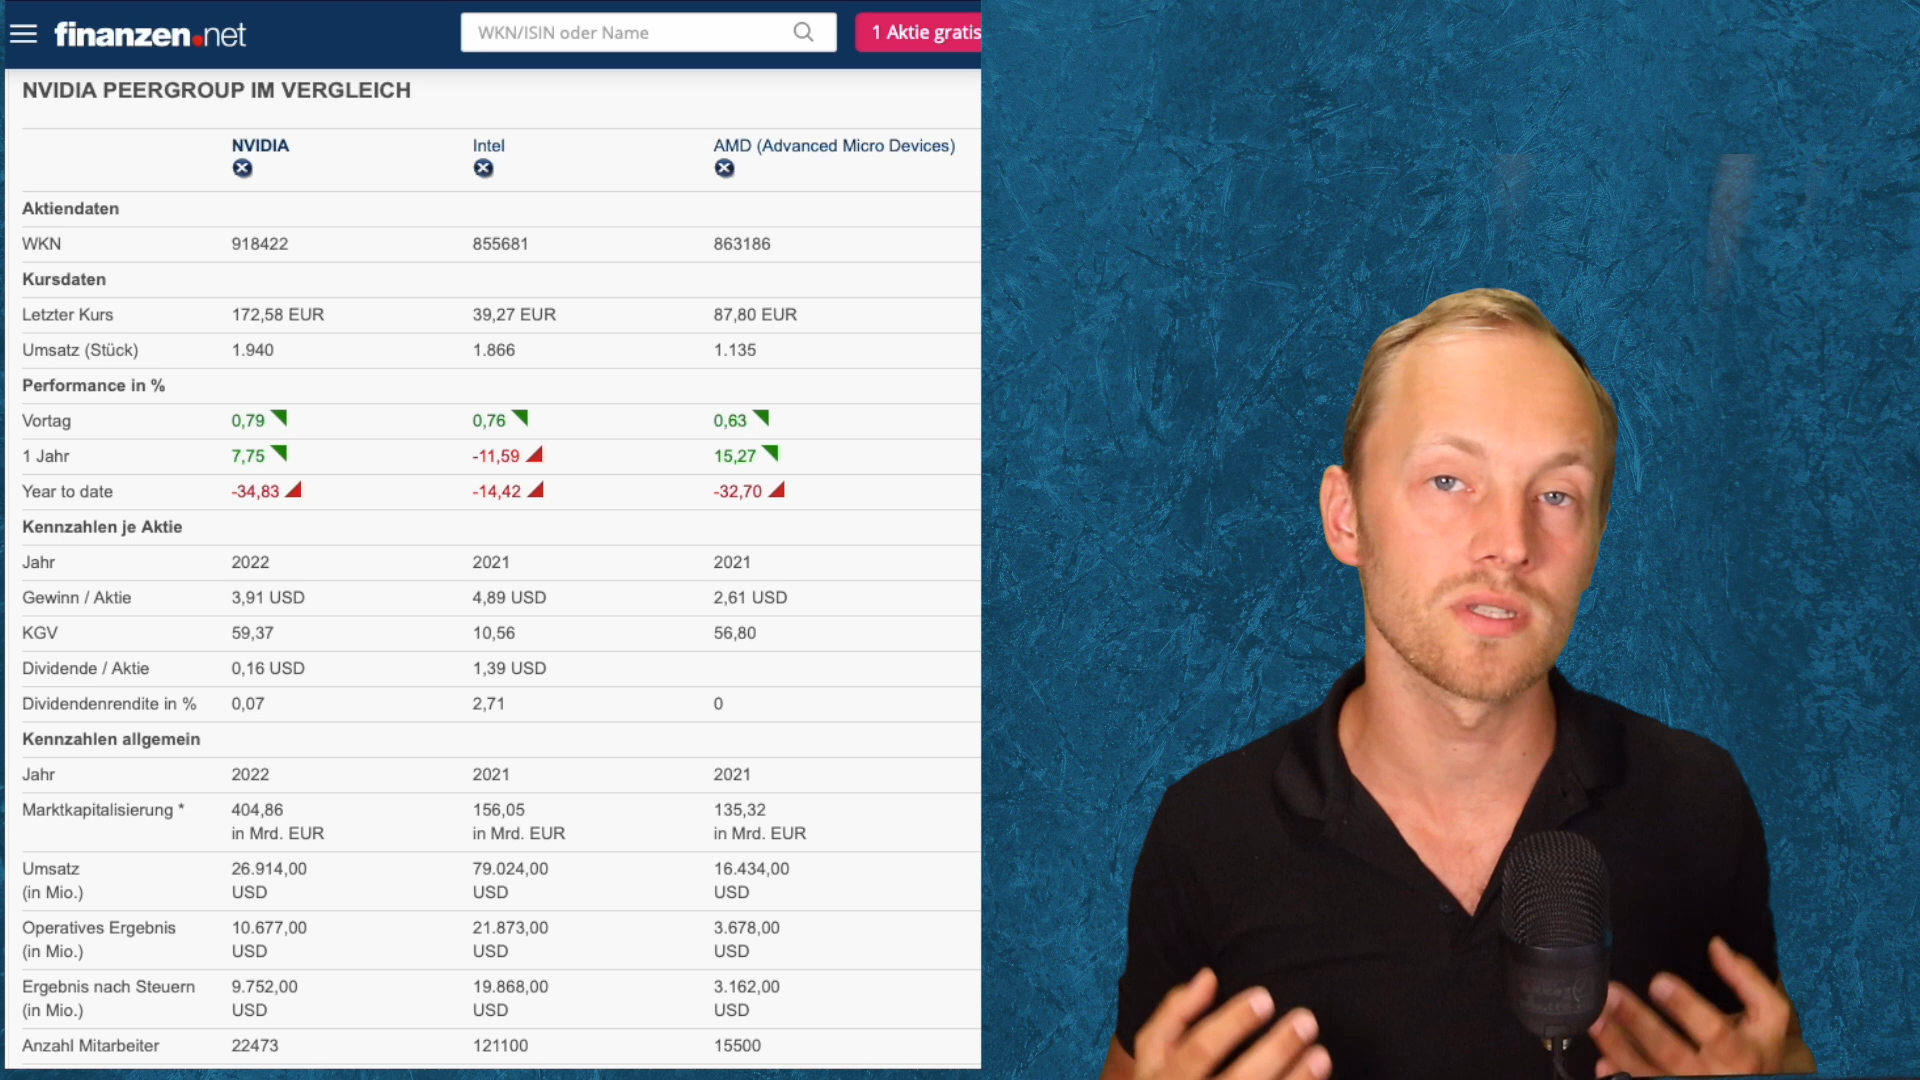 finanzen.net
WKN/ISIN oder Name
1 Aktie gratis
NVIDIA PEERGROUP IM VERGLEICH
NVIDIA Intel AMD (Advanced Micro Devices)
Aktiendaten
WKN 918422 855681 863186
Kursdaten
Letzter Kurs 172,58 EUR 39,27 EUR 87,80 EUR
Umsatz (Stück) 1.940 1.866 1.135
Performance in %
Vortag 0,79 0,76 0,63
1 Jahr 7,75 -11,59 15,27
Year to date -34,83 -14,42 -32,70
Kennzahlen je Aktie
Jahr 2022 2021 2021
Gewinn / Aktie 3,91 USD 4,89 USD 2,61 USD
KGV 59,37 10,56 56,80
Dividende / Aktie 0,16 USD 1,39 USD
Dividendenrendite in % 0,07 2,71 0
Kennzahlen allgemein
Jahr 2022 2021 2021
Marktkapitalisierung * 404,86 156,05 135,32
in Mrd. EUR in Mrd. EUR in Mrd. EUR
Umsatz 26.914,00 79.024,00 16.434,00
(in Mio.) USD USD USD
Operatives Ergebnis 10.677,00 21.873,00 3.678,00
(in Mio.) USD USD USD
Ergebnis nach Steuern 9.752,00 19.868,00 3.162,00
(in Mio.) USD USD USD
Anzahl Mitarbeiter 22473 121100 15500